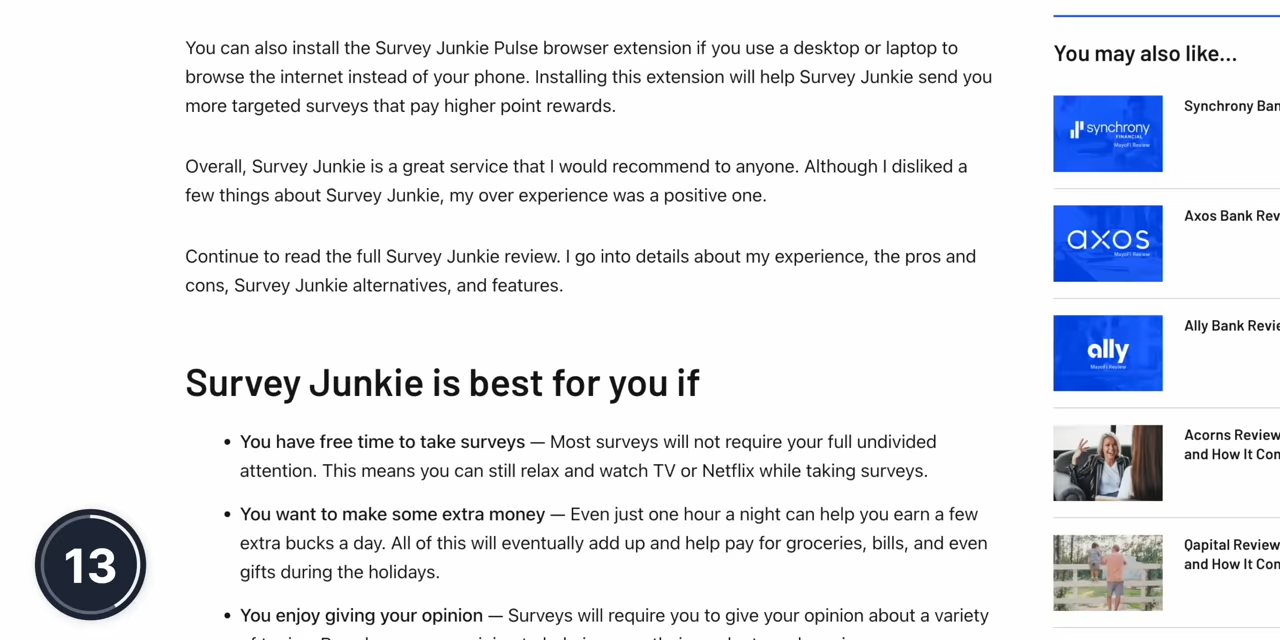 You can also install the Survey Junkie Pulse browser extension if you use a desktop or laptop to
browse the internet instead of your phone. Installing this extension will help Survey Junkie send you
more targeted surveys that pay higher point rewards.
Overall, Survey Junkie is a great service that I would recommend to anyone. Although I disliked a
few things about Survey Junkie, my over experience was a positive one.
Continue to read the full Survey Junkie review. I go into details about my experience, the pros and
cons, Survey Junkie alternatives, and features.
Survey Junkie is best for you if
• You have free time to take surveys — Most surveys will not require your full undivided
attention. This means you can still relax and watch TV or Netflix while taking surveys.
• You want to make some extra money — Even just one hour a night can help you earn a few
extra bucks a day. All of this will eventually add up and help pay for groceries, bills, and even
gifts during the holidays.
• You enjoy giving your opinion — Surveys will require you to give your opinion about a variety
13
You may also like...
synchrony
FINANCIAL
MayoFi Review
Synchrony Ban
axos
MayoFi Review
Axos Bank Rev
ally
MayoFi Review
Ally Bank Revie
Acorns Review
and How It Con
Qapital Review
and How It Con